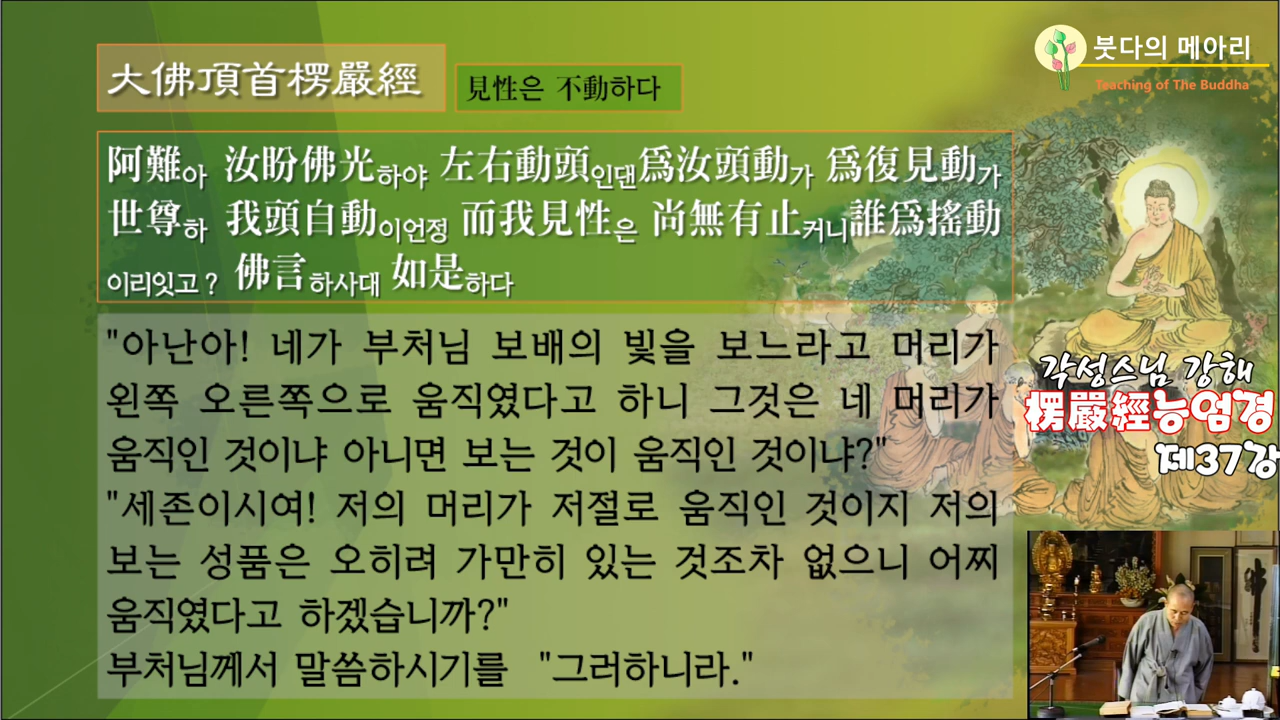 大佛頂首楞嚴經
見性은 不動하다
붓다의 메아리
Teaching of The Buddha
阿難아 汝盼佛光하야 左右動頭인댄爲汝頭動가 爲復見動가
世尊하 我頭自動이언정 而我見性은 尚無有止커니誰爲搖動
이리잇고? 佛言하사대 如是하다
"아난아! 네가 부처님 보배의 빛을 보느라고 머리가
왼쪽 오른쪽으로 움직였다고 하니 그것은 네 머리가
움직인 것이냐 아니면 보는 것이 움직인 것이냐?"
"세존이시여! 저의 머리가 저절로 움직인 것이지 저의
보는 성품은 오히려 가만히 있는 것조차 없으니 어찌
움직였다고 하겠습니까?"
부처님께서 말씀하시기를 "그러하니라."
각성스님 강해
楞嚴經능엄경
제37강